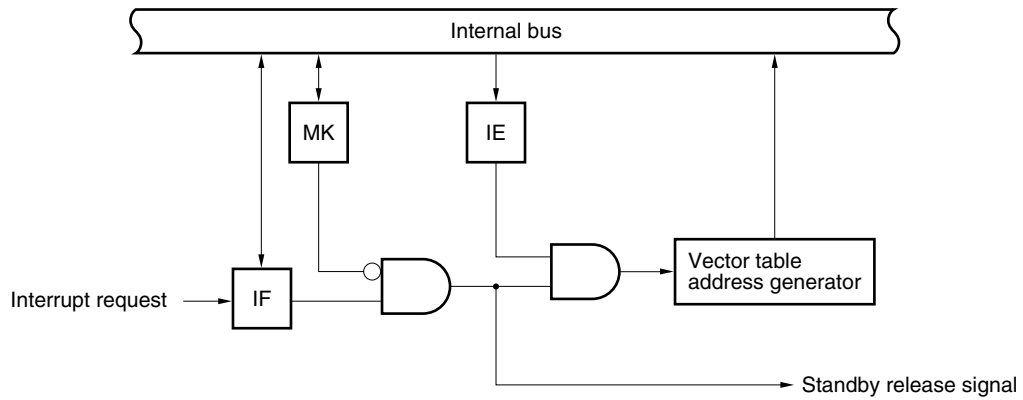 Internal bus
MK
IE
Vector table
address generator
Interrupt request
IF
Standby release signal